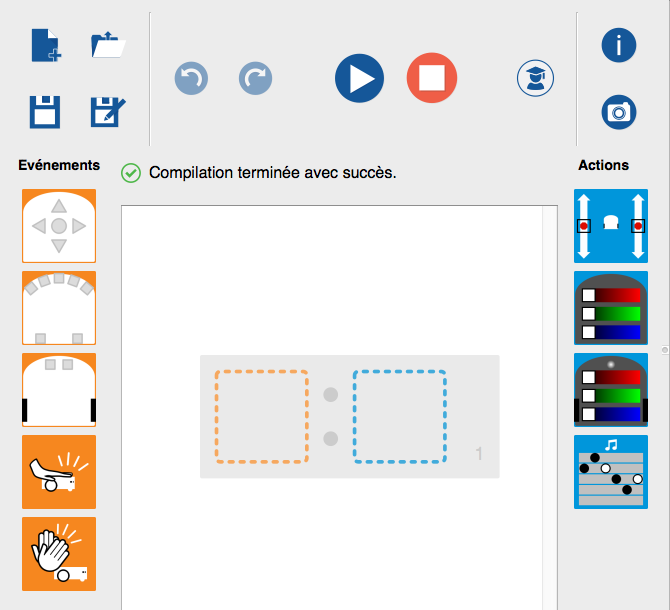 Evénements
Compilation terminée avec succès.
Actions
1